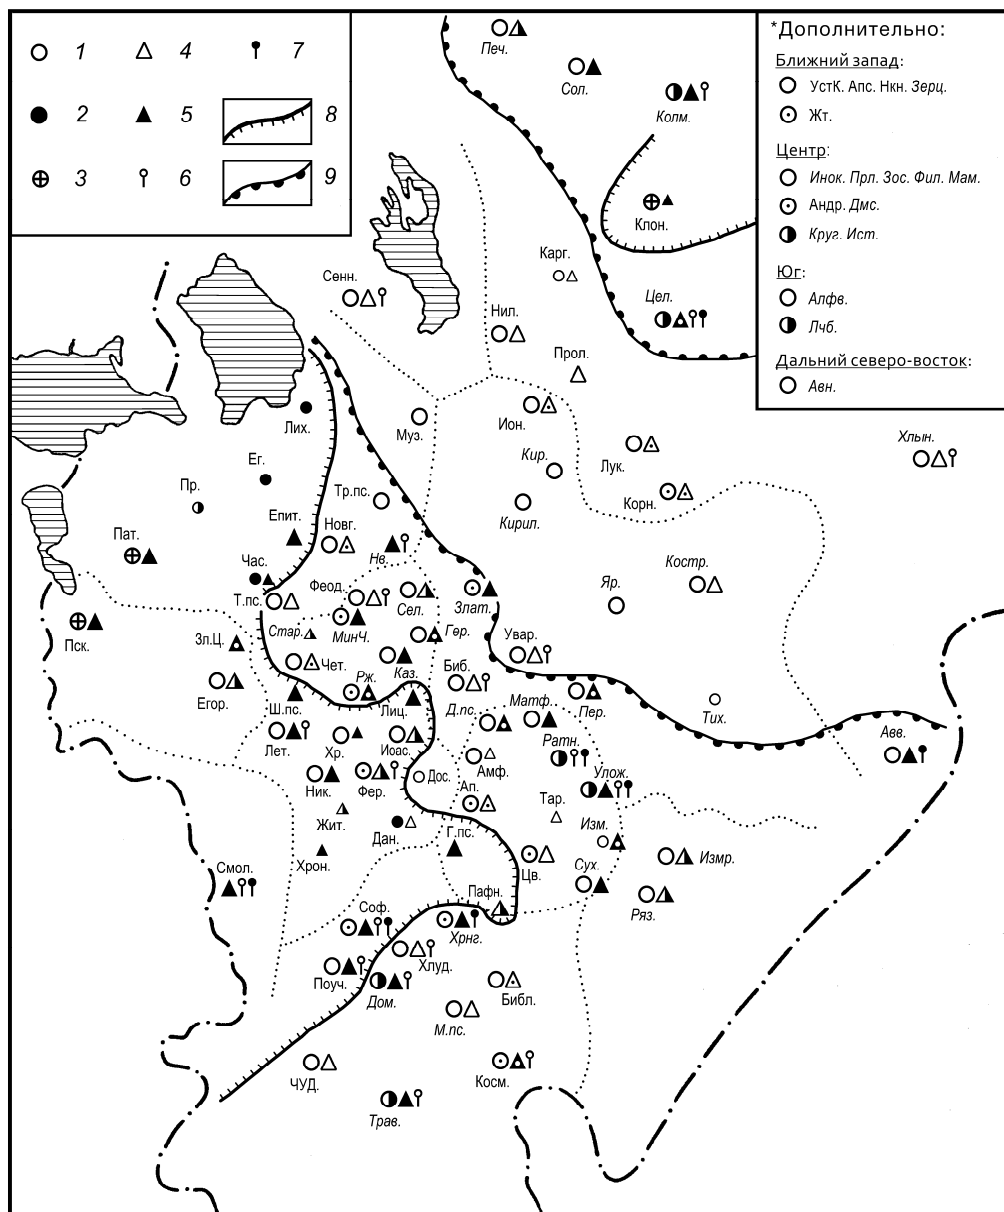 1 4 7
2 5 8
3 6 9
*Дополнительно:
Ближний запад:
УстК. Апс. Нкн. Зерц.
Жт.
Центр:
Инок. Прл. Зос. Фил. Мам.
Андр. Дмс.
Круг. Ист.
Юг:
Алфв.
Лчб.
Дальний северо-восток:
Авн.
Печ.
Сол.
Колм.
Клон.
Карг.
Сенн.
Цел.
Нил.
Прол.
Лих.
Муз.
Ион.
Хлын.
Ег.
Кир.
Лук.
Пр.
Тр.пс.
Корн.
Епит.
Новг.
Кирил.
Пат.
Нв.
Час.
Феод.
Костр.
Т.пс.
Сел.
Злат.
Яр.
Пск.
Зл.Ц.
Стар.
МинЧ.
Гер.
Увар.
Чет.
Каз.
Биб.
Егор.
Рж.
Ш.пс.
Лиц.
Д.пс.
Матф.
Пер.
Тих.
Лет.
Хр.
Иоас.
Ратн.
Авв.
Ник.
Фер.
Дос.
Амф.
Улож.
Ап.
Жит.
Дан.
Тар.
Изм.
Г.пс.
Хрон.
Смол.
Цв.
Сух.
Измр.
Пафн.
Ряз.
Соф.
Хрнг.
Хлуд.
Поуч.
Дом.
Библ.
М.пс.
ЧУД.
Косм.
Трав.